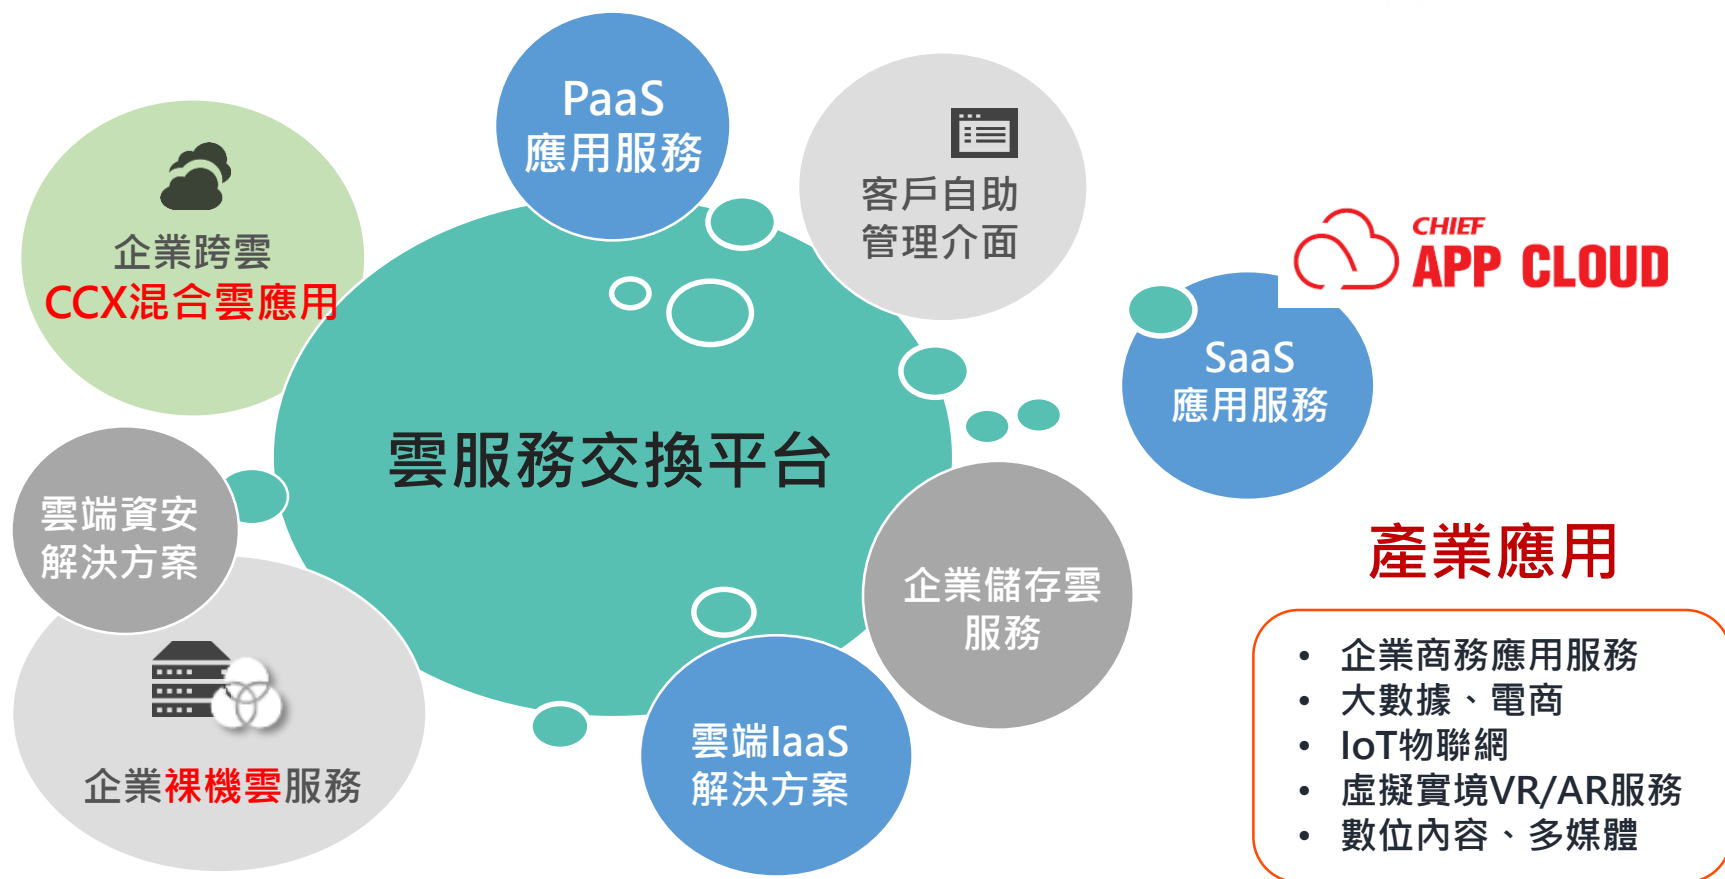 PaaS
應用服務
客戶自助
管理介面
企業跨雲
CCX混合雲應用
CHIEF
APP CLOUD
SaaS
應用服務
雲服務交換平台
雲端資安
解決方案
企業儲存雲
服務
企業裸機雲服務
雲端IaaS
解決方案
產業應用
• 企業商務應用服務
• 大數據、電商
• IoT物聯網
• 虛擬實境VR/AR服務
• 數位內容、多媒體